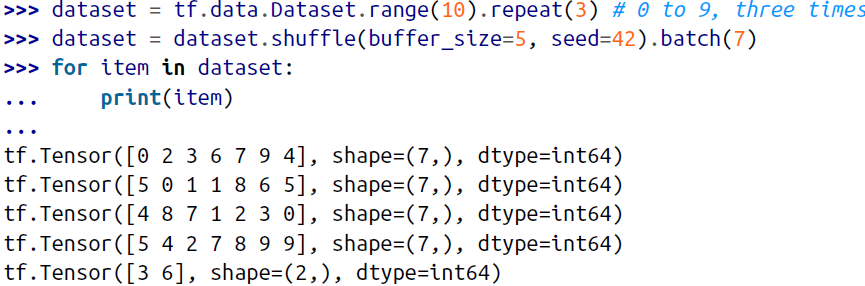 >>> dataset = tf.data.Dataset.range(10).repeat(3) # 0 to 9, three times
>>> dataset = dataset.shuffle(buffer_size=5, seed=42).batch(7)
>>> for item in dataset:
...     print(item)
...
tf.Tensor([0 2 3 6 7 9 4], shape=(7,), dtype=int64)
tf.Tensor([5 0 1 1 8 6 5], shape=(7,), dtype=int64)
tf.Tensor([4 8 7 1 2 3 0], shape=(7,), dtype=int64)
tf.Tensor([5 4 2 7 8 9 9], shape=(7,), dtype=int64)
tf.Tensor([3 6], shape=(2,), dtype=int64)